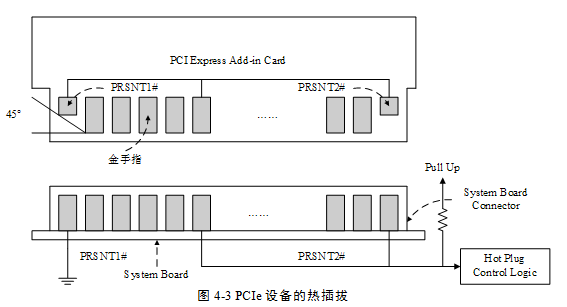 PCI Express Add-in Card
PRSNT1#
PRSNT2#
45°
......
金手指
Pull Up
System Board
Connector
......
PRSNT1#
PRSNT2#
System Board
Hot Plug
Control Logic
图 4-3 PCIe 设备的热插拔